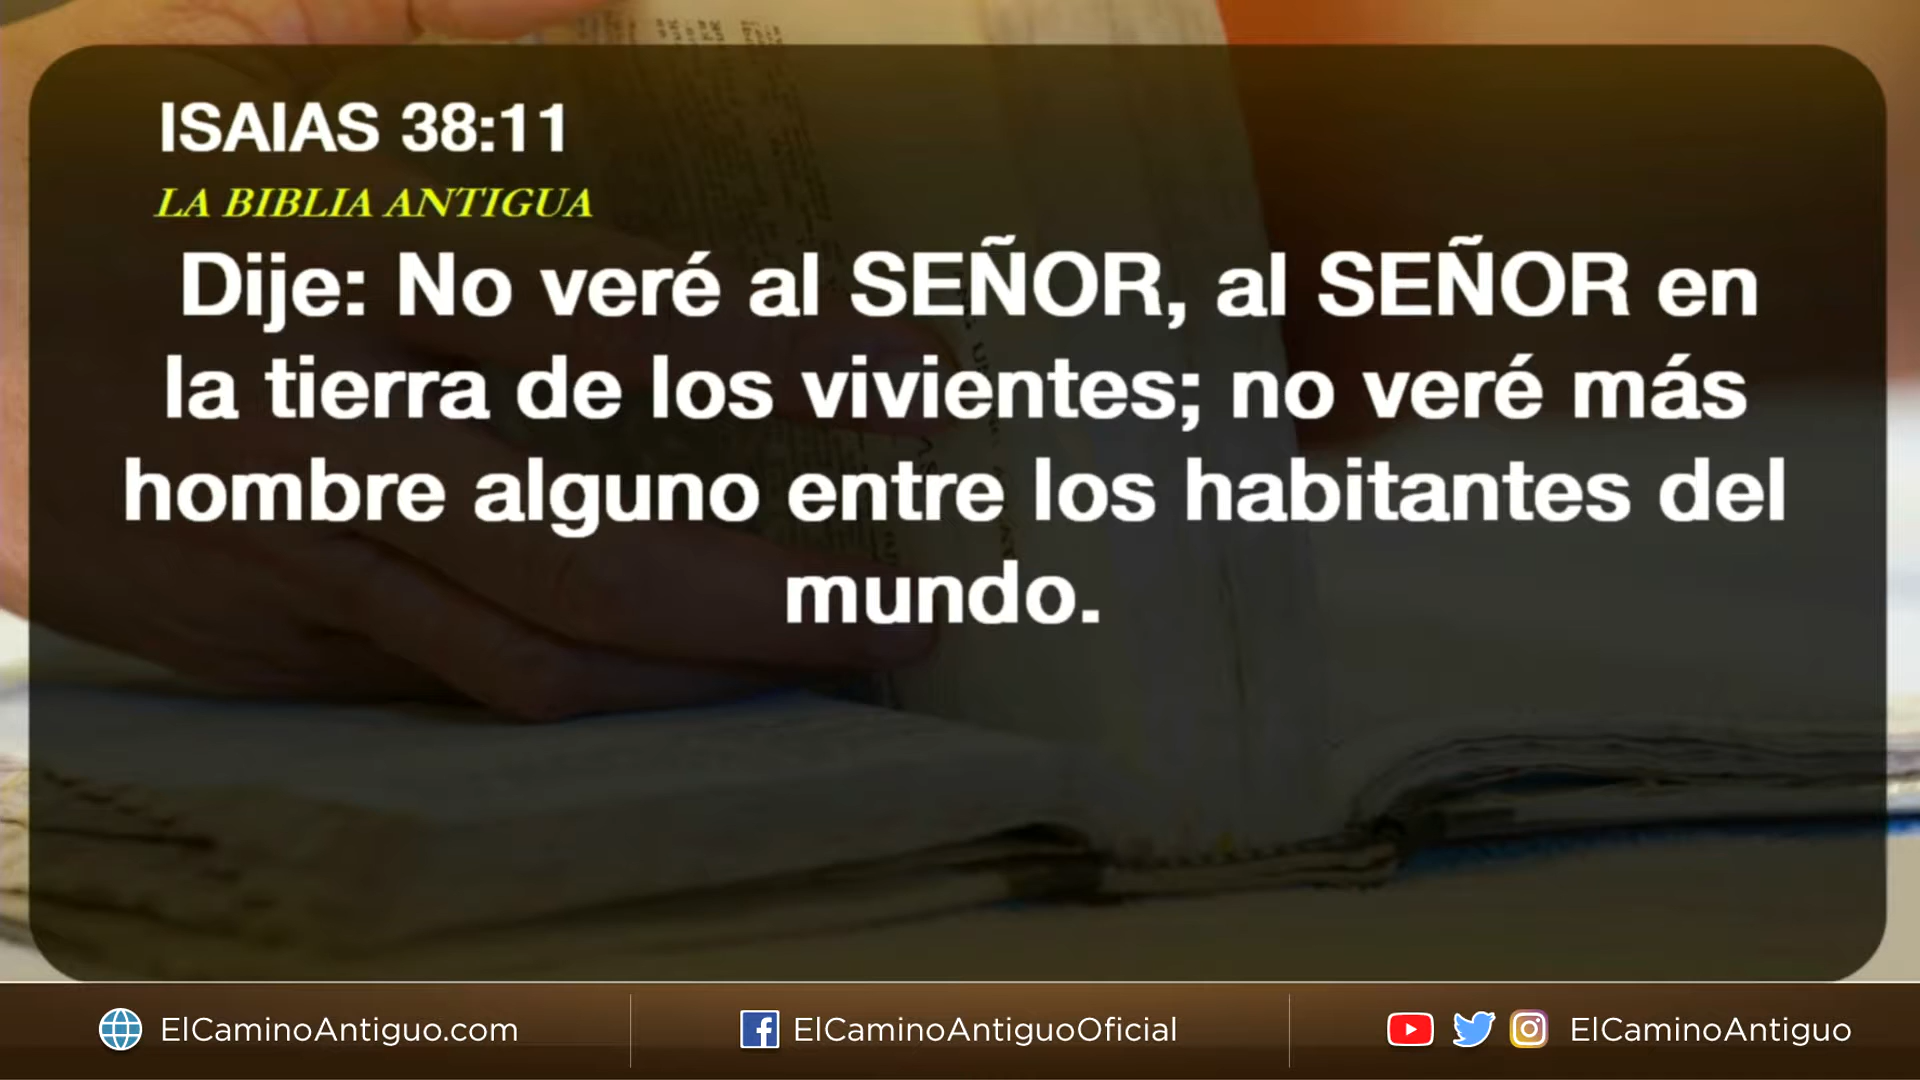 ISAIAS 38:11
LA BIBLIA ANTIGUA
Dije: No veré al SEÑOR, al SEÑOR en
la tierra de los vivientes; no veré más
hombre alguno entre los habitantes del
mundo.
ElCaminoAntiguo.com
ElCaminoAntiguoOficial
ElCaminoAntiguo